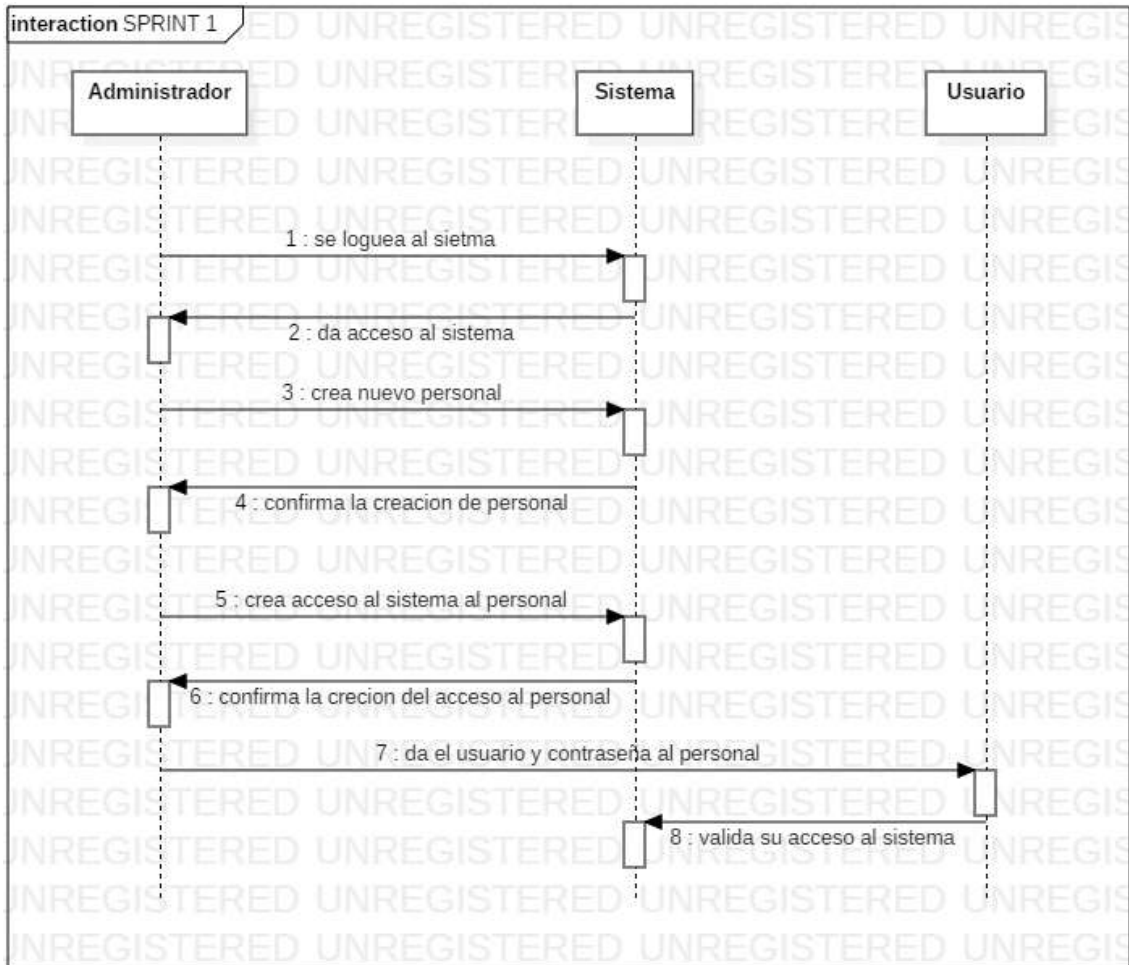 interaction SPRINT 1
Administrador Sistema Usuario
1 : se loguea al sietma
2 : da acceso al sistema
3 : crea nuevo personal
4 : confirma la creacion de personal
5 : crea acceso al sistema al personal
6 : confirma la crecion del acceso al personal
7 : da el usuario y contraseña al personal
8 : valida su acceso al sistema
UNREGISTERED